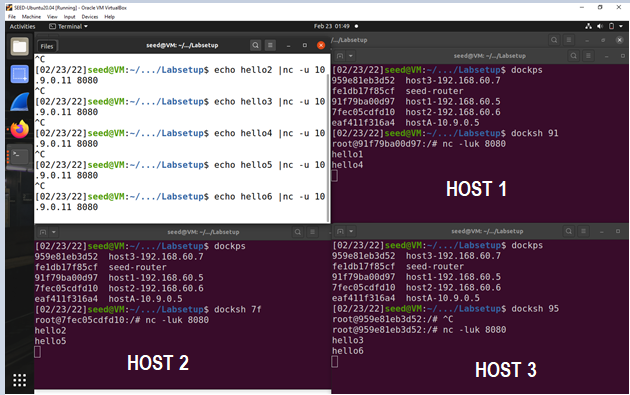 SEED-Ubuntu20.04 [Running] - Oracle VM VirtualBox
File Machine View Input Devices Help
Activities Terminal Feb 23 01:49
Files seed@VM: ~/.../Labsetup
^C
[02/23/22]seed@VM:~/.../Labsetup$ echo hello2 |nc -u 10
.9.0.11 8080
^C
[02/23/22]seed@VM:~/.../Labsetup$ echo hello3 |nc -u 10
.9.0.11 8080
^C
[02/23/22]seed@VM:~/.../Labsetup$ echo hello4 |nc -u 10
.9.0.11 8080
^C
[02/23/22]seed@VM:~/.../Labsetup$ echo hello5 |nc -u 10
.9.0.11 8080
^C
[02/23/22]seed@VM:~/.../Labsetup$ echo hello6 |nc -u 10
.9.0.11 8080
seed@VM: ~/.../Labsetup
seed@VM: ~/.../Labsetup
[02/23/22]seed@VM:~/.../Labsetup$ dockps
959e81eb3d52 host3-192.168.60.7
fe1db17f85cf seed-router
91f79ba00d97 host1-192.168.60.5
7fec05cdfd10 host2-192.168.60.6
eaf411f316a4 hostA-10.9.0.5
[02/23/22]seed@VM:~/.../Labsetup$ docksh 91
root@91f79ba00d97:/# nc -luk 8080
hello1
hello4
HOST 1
seed@VM: ~/.../Labsetup
[02/23/22]seed@VM:~/.../Labsetup$ dockps
959e81eb3d52 host3-192.168.60.7
fe1db17f85cf seed-router
91f79ba00d97 host1-192.168.60.5
7fec05cdfd10 host2-192.168.60.6
eaf411f316a4 hostA-10.9.0.5
[02/23/22]seed@VM:~/.../Labsetup$ docksh 7f
root@7fec05cdfd10:/# nc -luk 8080
hello2
hello5
HOST 2
seed@VM: ~/.../Labsetup
[02/23/22]seed@VM:~/.../Labsetup$ dockps
959e81eb3d52 host3-192.168.60.7
fe1db17f85cf seed-router
91f79ba00d97 host1-192.168.60.5
7fec05cdfd10 host2-192.168.60.6
eaf411f316a4 hostA-10.9.0.5
[02/23/22]seed@VM:~/.../Labsetup$ docksh 95
root@959e81eb3d52:/# ^C
root@959e81eb3d52:/# nc -luk 8080
hello3
hello6
HOST 3